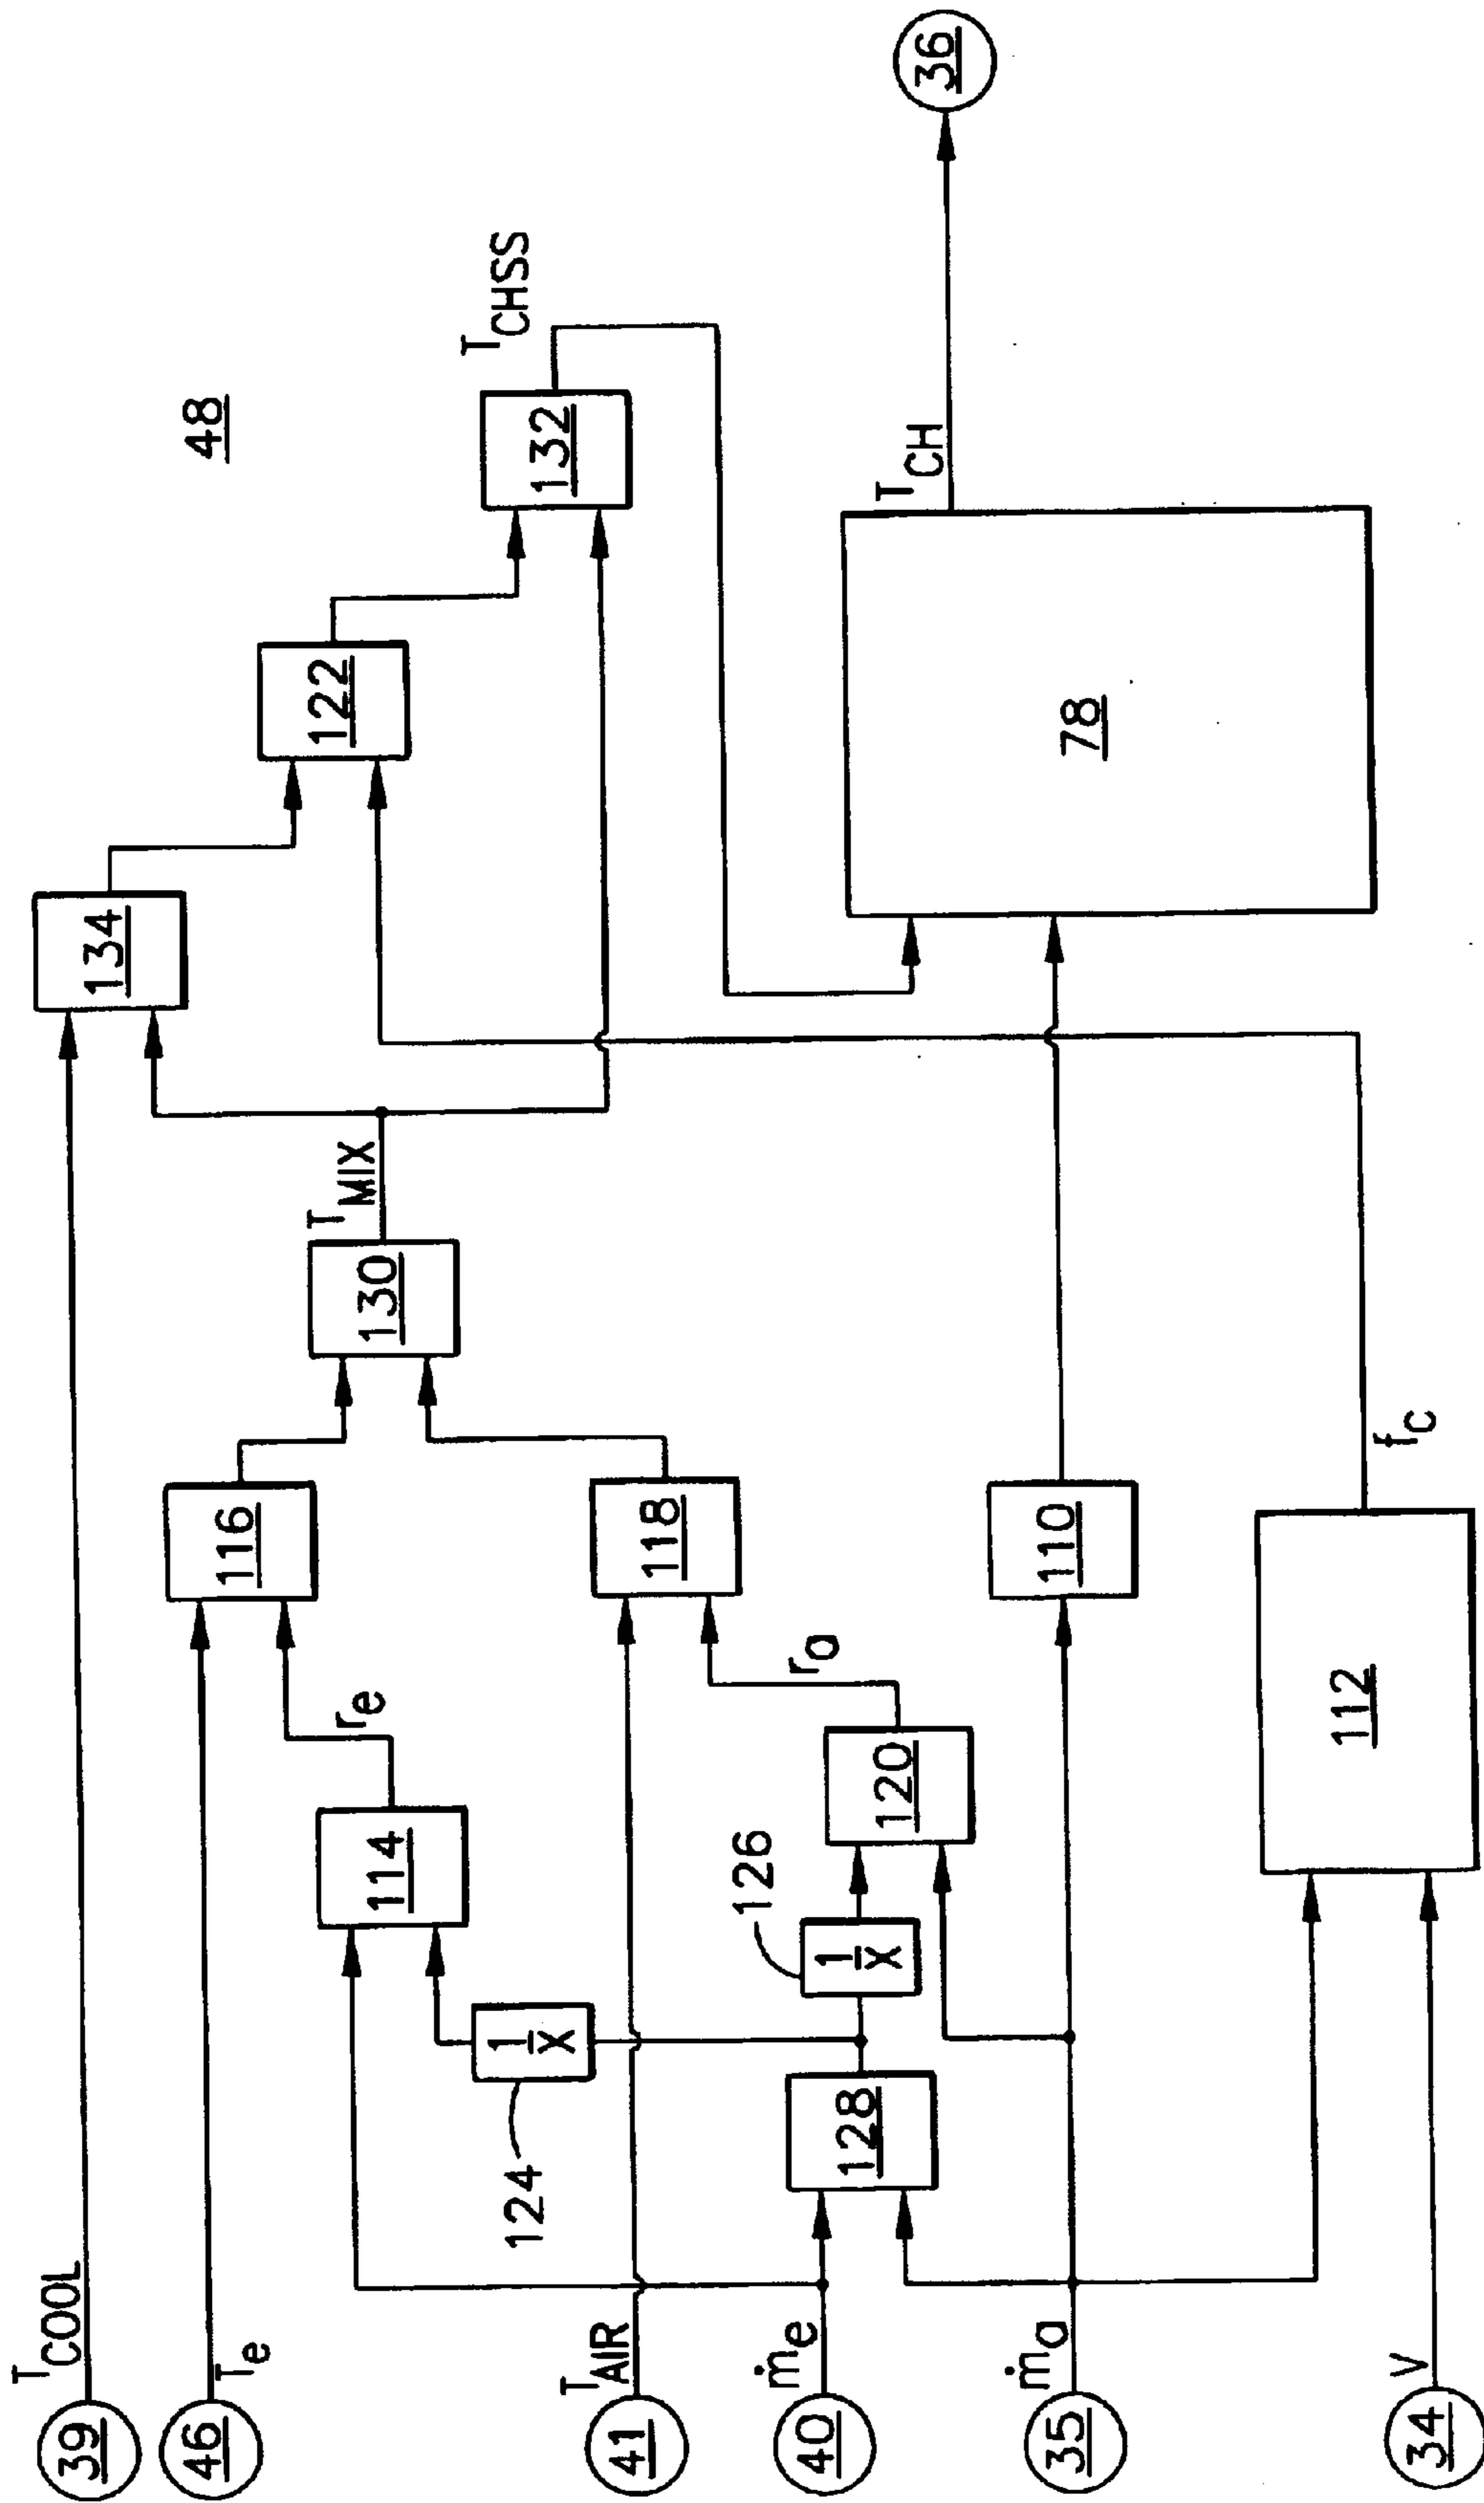 T_COOL
39
134
46
T_e
116
r_e
114
48
122
T_MIX
130
124
1/x
T_CHSS
132
T_AIR
41
118
ṁ_e
40
128
126
1/x
120
r_a
T_CH
36
ṁ_a
35
110
78
V
34
112
f_C